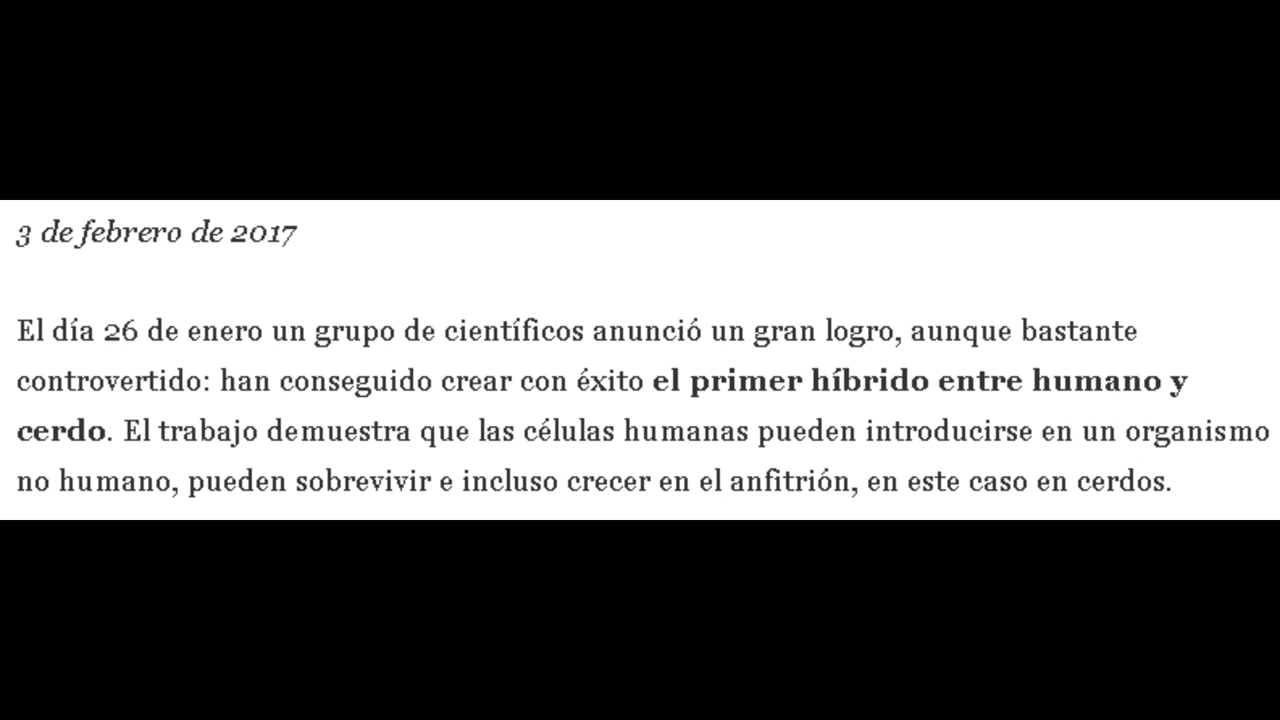 3 de febrero de 2017
El día 26 de enero un grupo de científicos anunció un gran logro, aunque bastante
controvertido: han conseguido crear con éxito el primer híbrido entre humano y
cerdo. El trabajo demuestra que las células humanas pueden introducirse en un organismo
no humano, pueden sobrevivir e incluso crecer en el anfitrión, en este caso en cerdos.